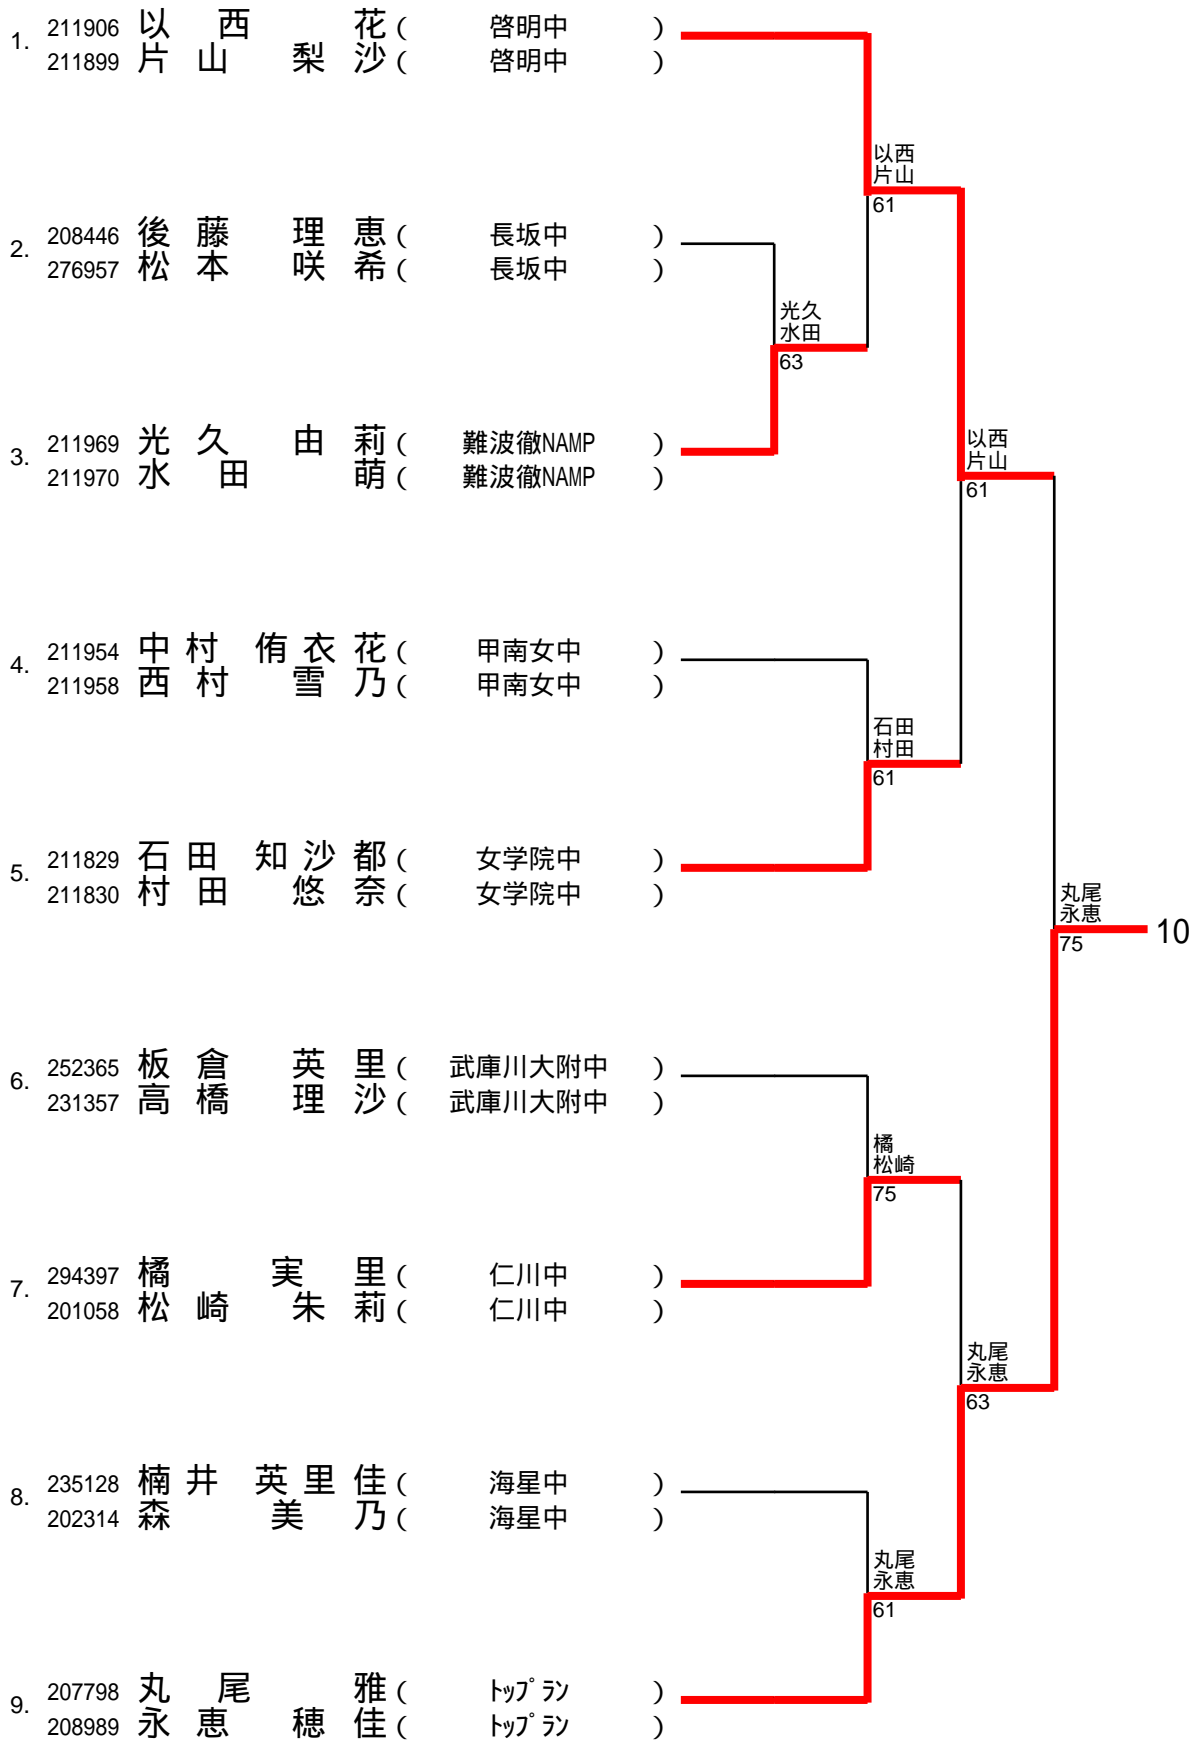 1. 211906 以 西 花 ( 啓明中 )
211899 片 山 梨 沙 ( 啓明中 )
以西
片山
61
2. 208446 後 藤 理 恵 ( 長坂中 )
276957 松 本 咲 希 ( 長坂中 )
光久
水田
63
3. 211969 光 久 由 莉 ( 難波徹NAMP )
211970 水 田 萌 ( 難波徹NAMP )
以西
片山
61
4. 211954 中 村 侑 衣 花 ( 甲南女中 )
211958 西 村 雪 乃 ( 甲南女中 )
石田
村田
61
5. 211829 石 田 知 沙 都 ( 女学院中 )
211830 村 田 悠 奈 ( 女学院中 )
丸尾
永恵
75
10
6. 252365 板 倉 英 里 ( 武庫川大附中 )
231357 高 橋 理 沙 ( 武庫川大附中 )
橘
松崎
75
7. 294397 橘 実 里 ( 仁川中 )
201058 松 崎 朱 莉 ( 仁川中 )
丸尾
永恵
63
8. 235128 楠 井 英 里 佳 ( 海星中 )
202314 森 美 乃 ( 海星中 )
丸尾
永恵
61
9. 207798 丸 尾 雅 ( ﾄｯﾌﾟﾗﾝ )
208989 永 恵 穂 佳 ( ﾄｯﾌﾟﾗﾝ )